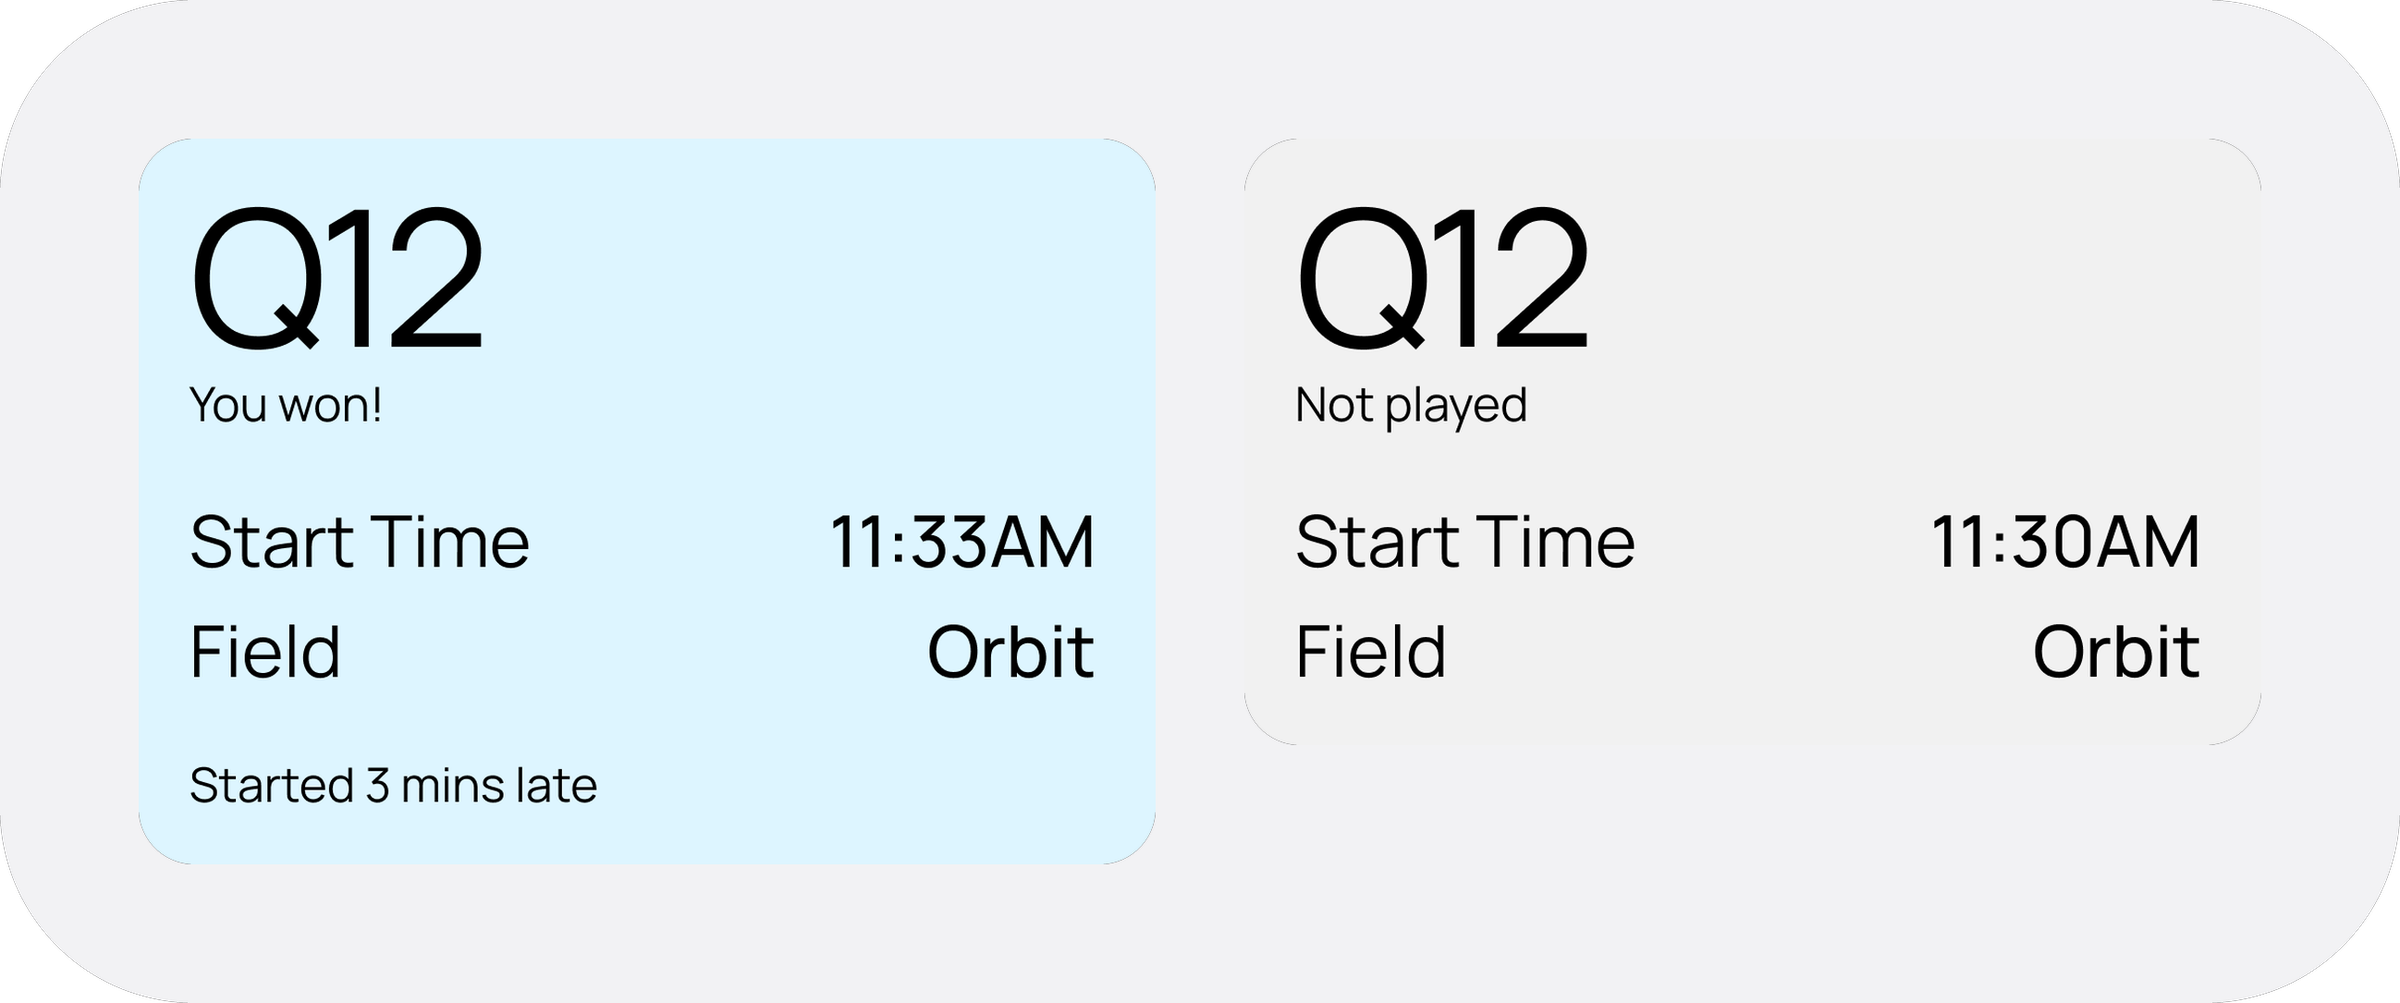 Q12
You won!
Start Time 11:33AM
Field Orbit
Started 3 mins late
Q12
Not played
Start Time 11:30AM
Field Orbit